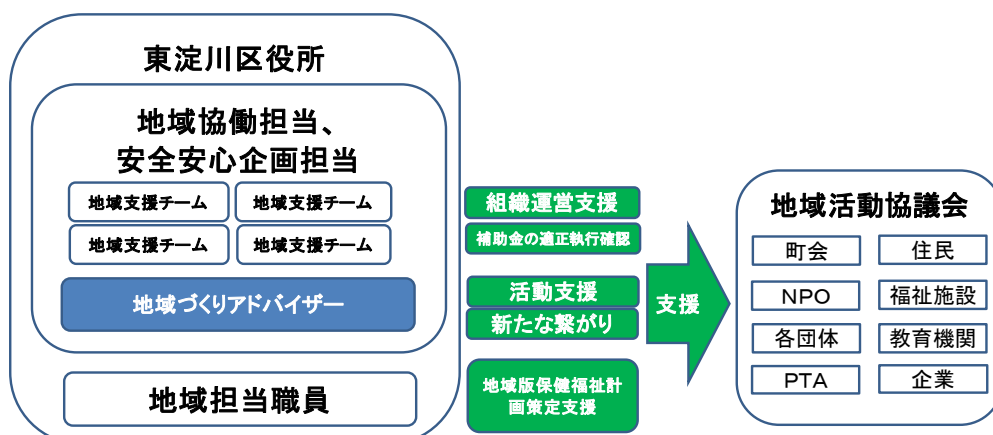 東淀川区役所
地域協働担当、
安全安心企画担当
地域支援チーム
地域支援チーム
地域支援チーム
地域支援チーム
地域づくりアドバイザー
地域担当職員
組織運営支援
補助金の適正執行確認
活動支援
新たな繋がり
地域版保健福祉計
画策定支援
支援
地域活動協議会
町会
住民
NPO
福祉施設
各団体
教育機関
PTA
企業